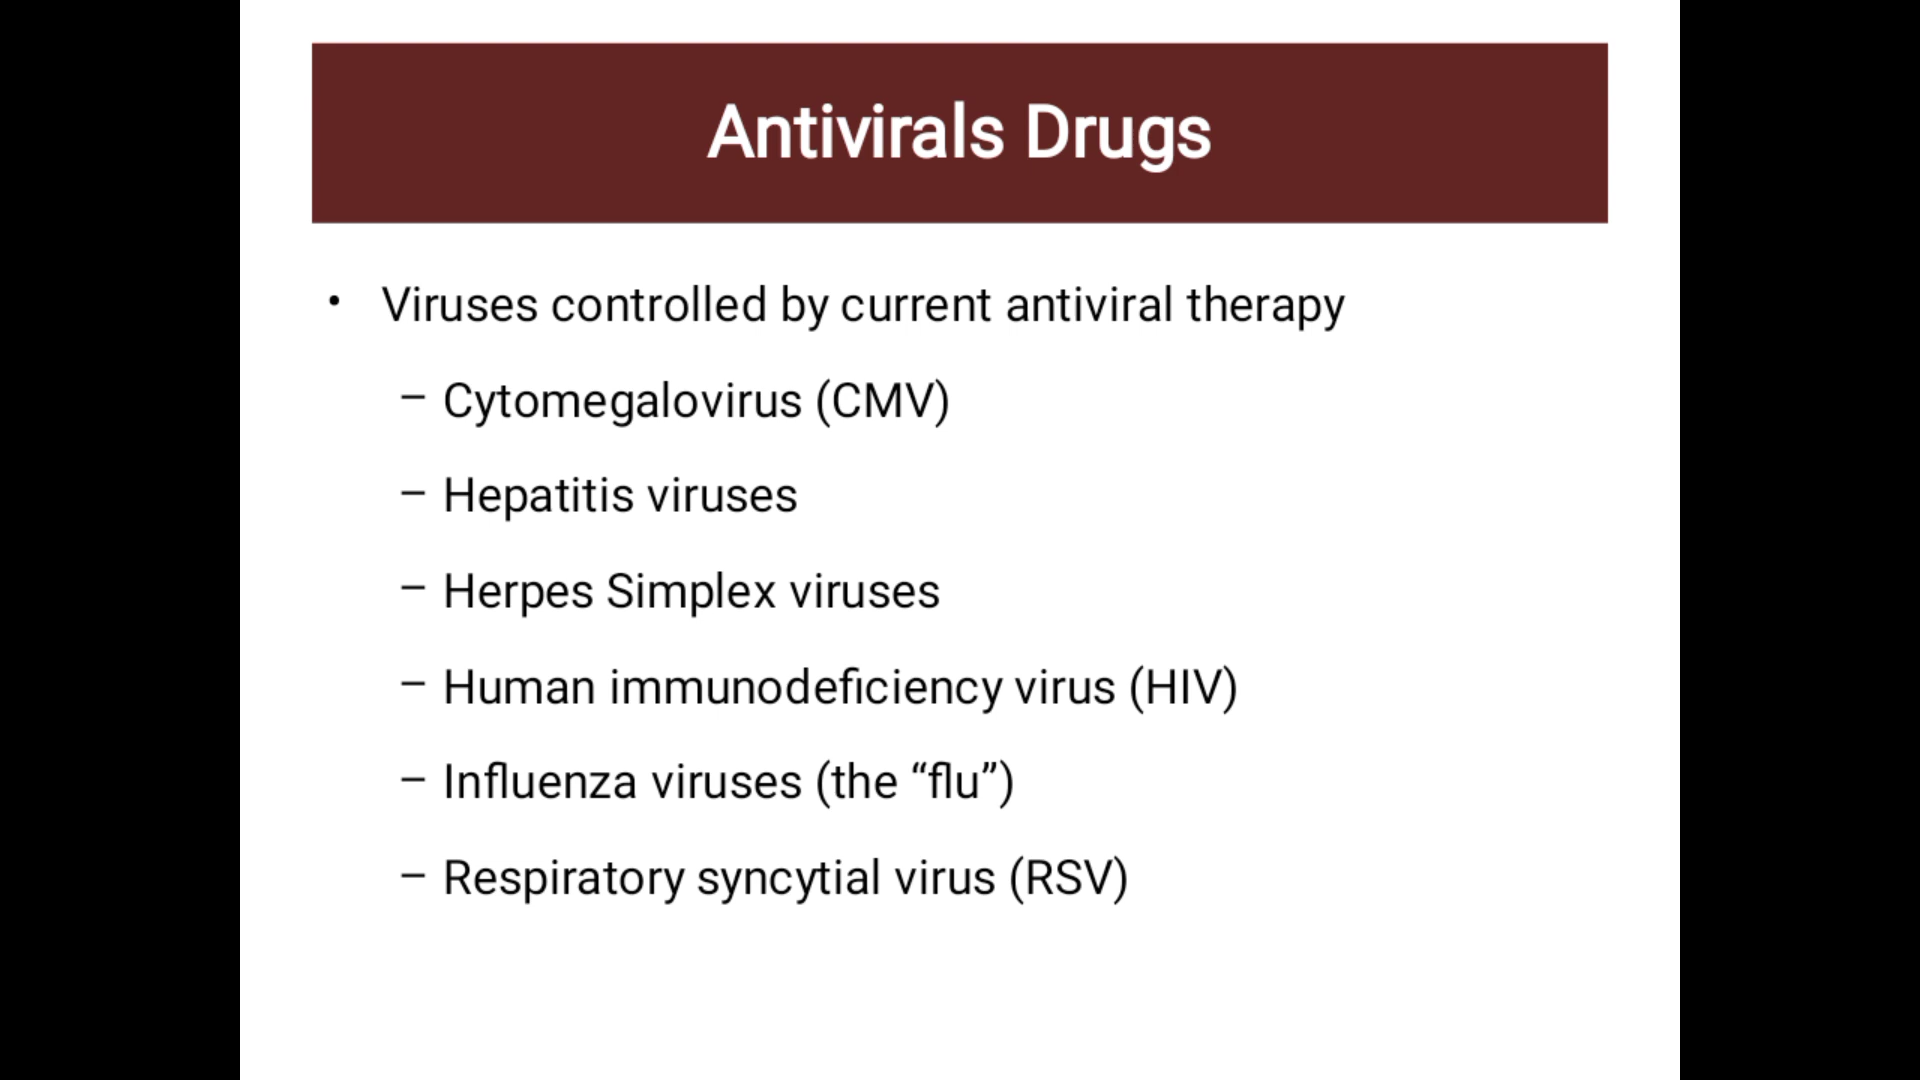 Antivirals Drugs
• Viruses controlled by current antiviral therapy
– Cytomegalovirus (CMV)
– Hepatitis viruses
– Herpes Simplex viruses
– Human immunodeficiency virus (HIV)
– Influenza viruses (the “flu”)
– Respiratory syncytial virus (RSV)